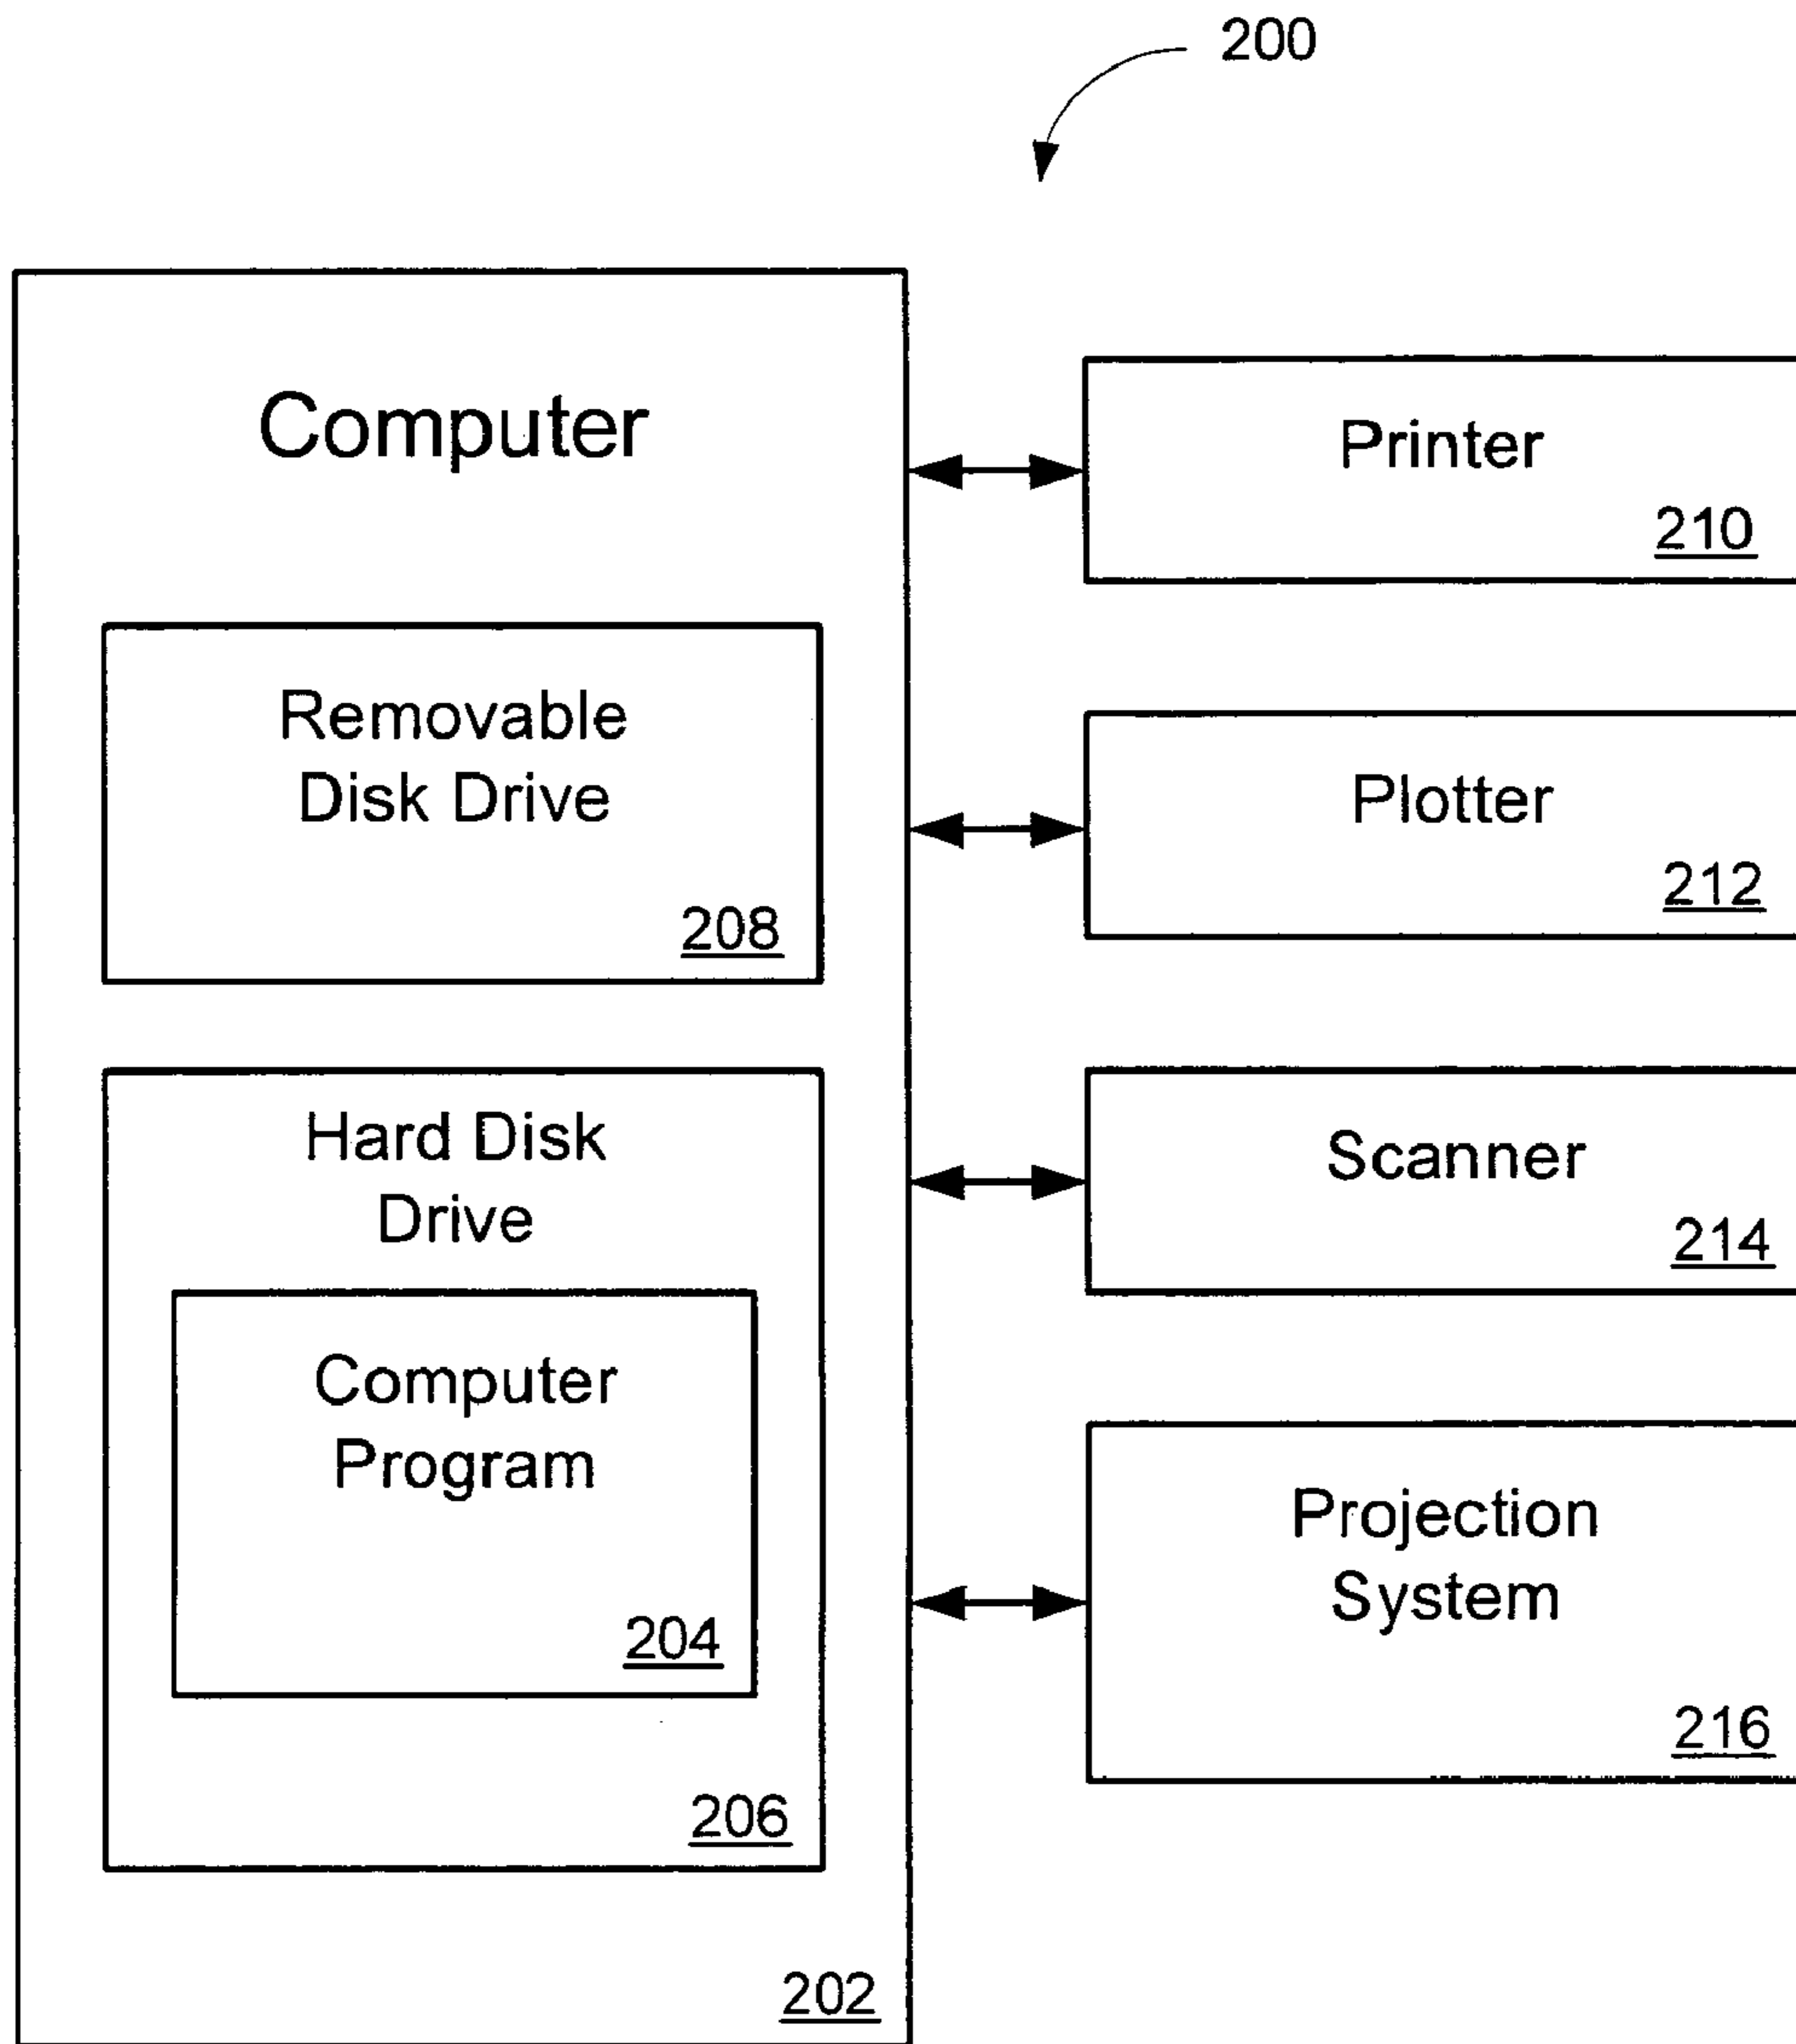 200
Computer
Removable
Disk Drive
208
Hard Disk
Drive
Computer
Program
204
206
202
Printer
210
Plotter
212
Scanner
214
Projection
System
216